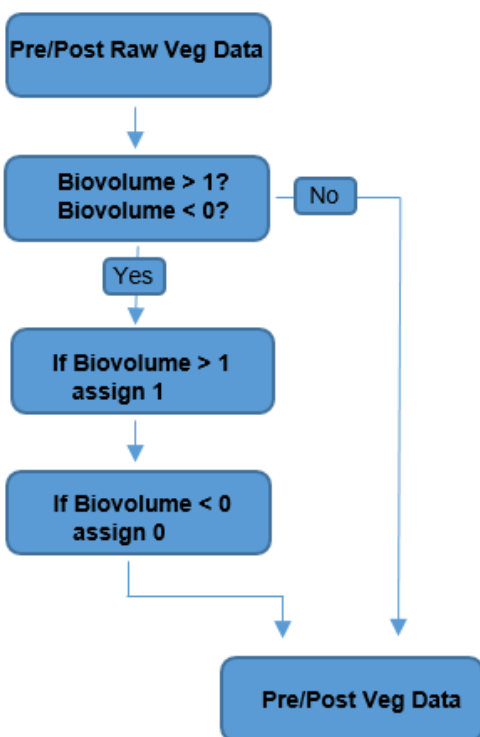 Pre/Post Raw Veg Data
Biovolume > 1?
Biovolume < 0?
No
Yes
If Biovolume > 1
assign 1
If Biovolume < 0
assign 0
Pre/Post Veg Data